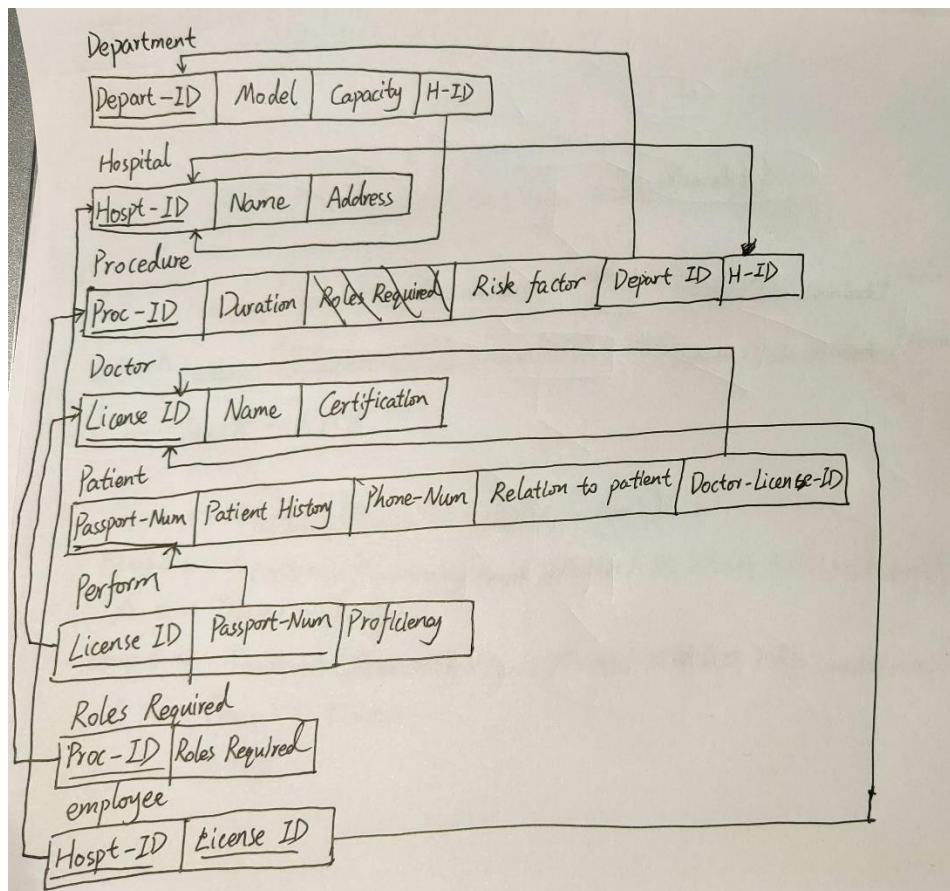 Department
Depart-ID Model Capacity H-ID
Hospital
Hospt-ID Name Address
Procedure
Proc-ID Duration Roles Required Risk factor Depart ID H-ID
Doctor
License ID Name Certification
Patient
Passport-Num Patient History Phone-Num Relation to patient Doctor-License-ID
Perform
License ID Passport-Num Proficiency
Roles Required
Proc-ID Roles Required
employee
Hospt-ID License ID